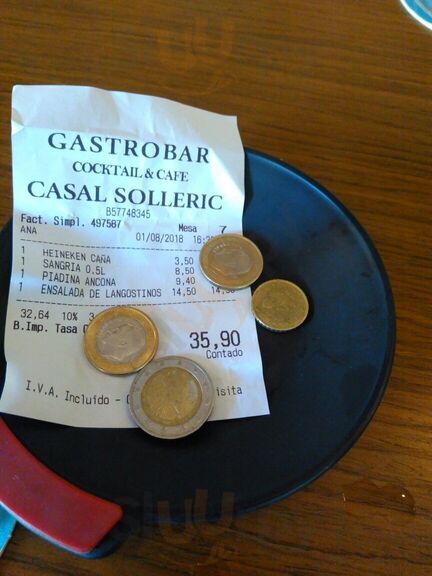 GASTROBAR
COCKTAIL & CAFE
CASAL SOLLERIC
B57748345
Fact. Simpl. 497587 Mesa 7
ANA 01/08/2018
1 HEINEKEN CAÑA 3,50
1 SANGRIA 0.5L 8,50
1 PIADINA ANCONA 9,40
1 ENSALADA DE LANGOSTINOS 14,50
32,64 10%
B.Imp. Tasa
35,90
Contado
I.V.A. Incluido